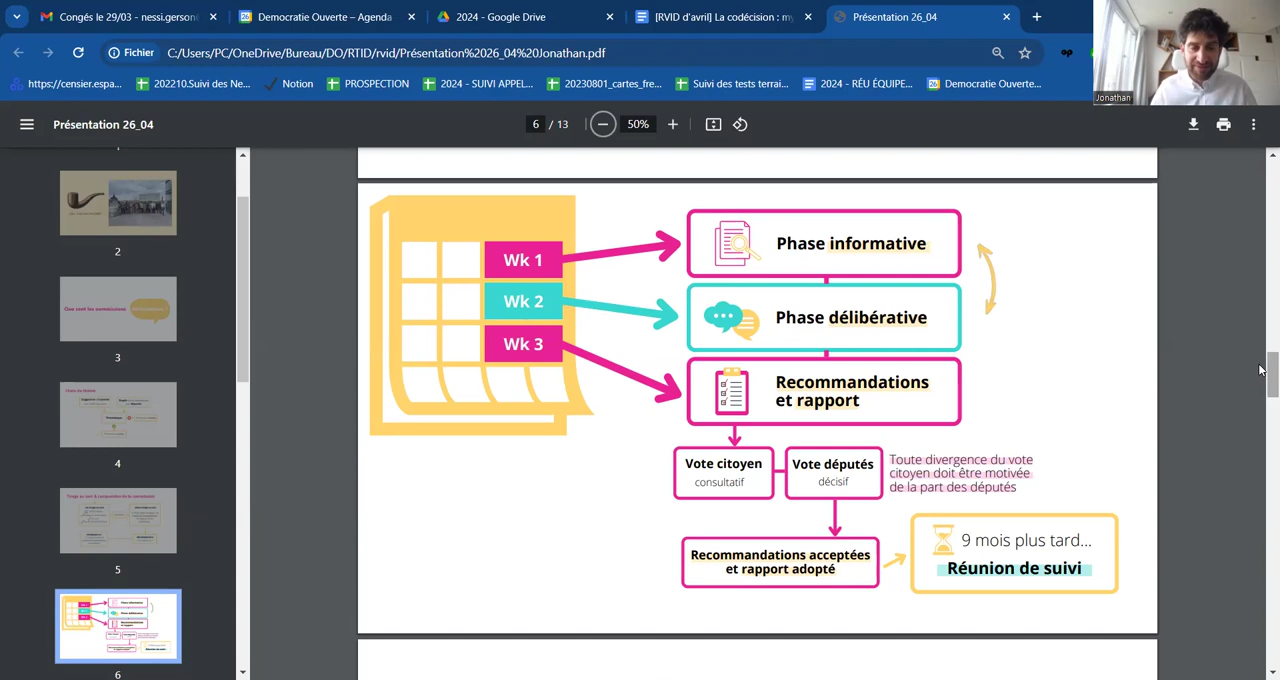 Congés le 29/03 - nessi.gerson
Democratie Ouverte – Agenda
2024 - Google Drive
[RVID d'avril] La codécision : my
Présentation 26_04
Fichier
C:/Users/PC/OneDrive/Bureau/DO/RTID/rvid/Présentation%2026_04%20Jonathan.pdf
https://censier.espa...
202210.Suivi des Ne...
Notion
PROSPECTION
2024 - SUIVI APPEL...
20230801_cartes_fre...
Suivi des tests terrai...
2024 - RÉU ÉQUIPE...
Democratie Ouverte...
Jonathan
Présentation 26_04
6 / 13
50%
2
Que sont les commissions
3
4
5
6
Wk 1
Wk 2
Wk 3
Phase informative
Phase délibérative
Recommandations
et rapport
Vote citoyen
consultatif
Vote députés
décisif
Toute divergence du vote
citoyen doit être motivée
de la part des députés
Recommandations acceptées
et rapport adopté
9 mois plus tard...
Réunion de suivi